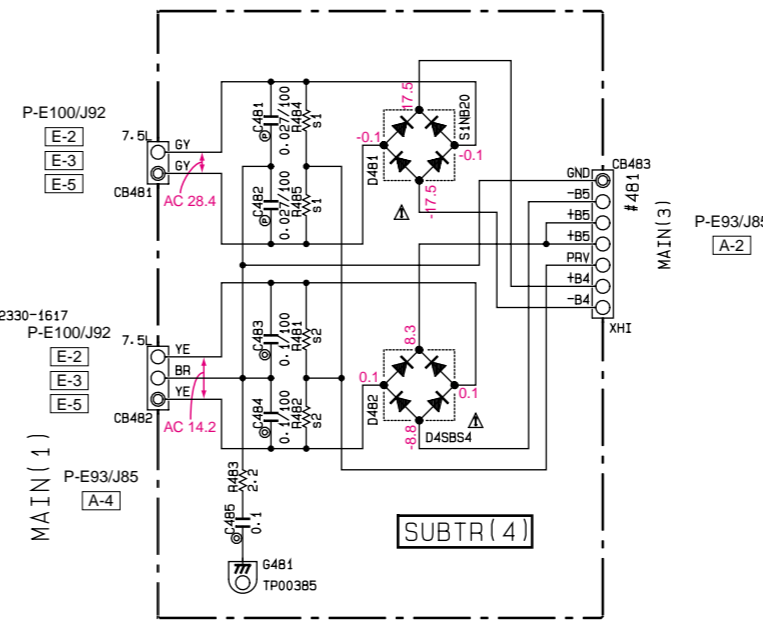 P-E100/J92
E-2
E-3
E-5
7.5L
GY
GY
CB481
AC 28.4
C481
0.027/100
R484
s1
C482
0.027/100
R485
s1
17.5
-0.1
-0.1
-17.5
D481
S1NB20
CB483
#481
GND
-B5
+B5
+B5
PRV
+B4
-B4
XHI
MAIN(3)
P-E93/J85
A-2
2330-1617
P-E100/J92
E-2
E-3
E-5
7.5L
YE
BR
YE
CB482
AC 14.2
C483
0.1/100
R481
s2
C484
0.1/100
R482
s2
8.3
0.1
0.1
-8.8
D482
D4SBS4
MAIN(1)
P-E93/J85
A-4
R483
2.2
C485
0.1
G481
TP00385
SUBTR(4)